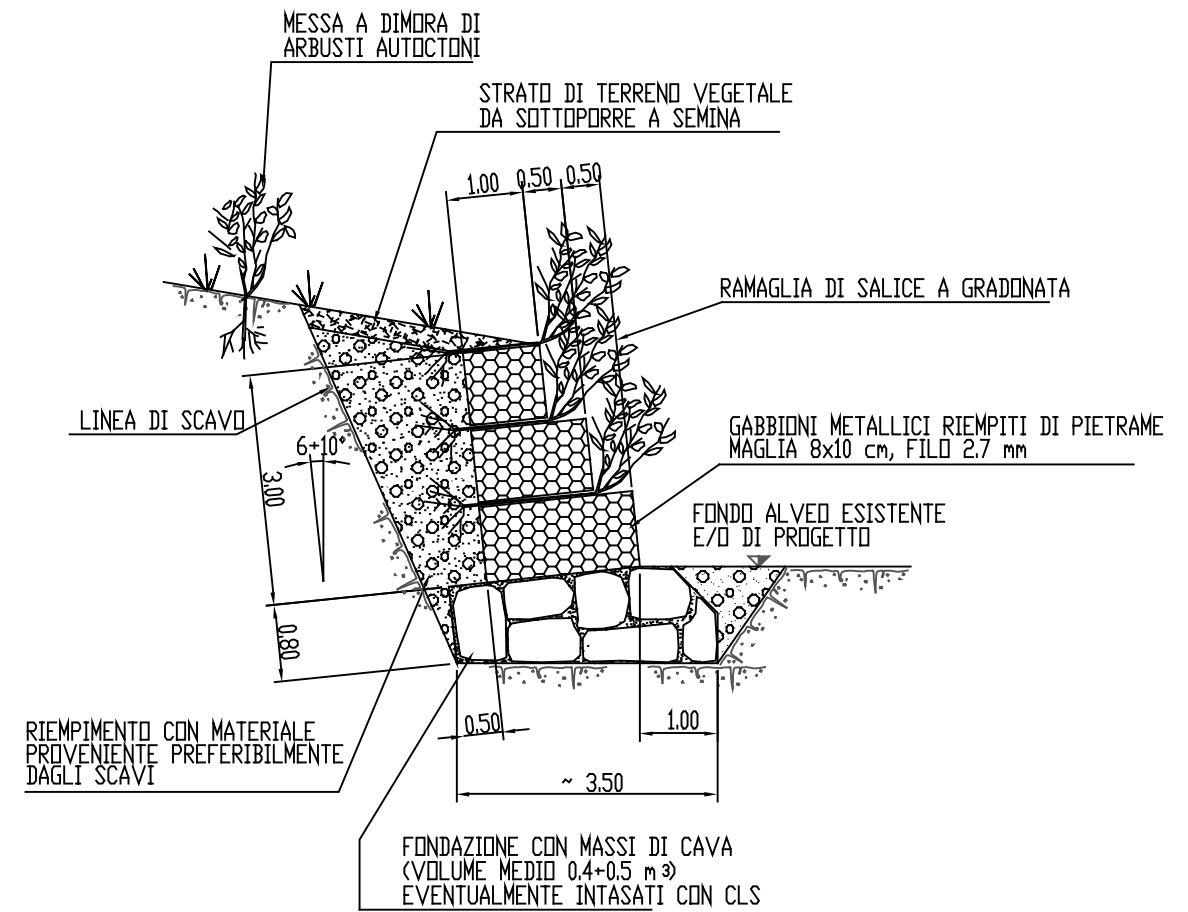 MESSA A DIMORA DI
ARBUSTI AUTOCTONI
STRATO DI TERRENO VEGETALE
DA SOTTOPORRE A SEMINA
1.00
0.50
0.50
RAMAGLIA DI SALICE A GRADONATA
LINEA DI SCAVO
GABBIONI METALLICI RIEMPITI DI PIETRAME
MAGLIA 8x10 cm, FILO 2.7 mm
6÷10°
3.00
FONDO ALVEO ESISTENTE
E/O DI PROGETTO
0.80
RIEMPIMENTO CON MATERIALE
PROVENIENTE PREFERIBILMENTE
DAGLI SCAVI
0.50
1.00
~ 3.50
FONDAZIONE CON MASSI DI CAVA
(VOLUME MEDIO 0.4÷0.5 m 3)
EVENTUALMENTE INTASATI CON CLS